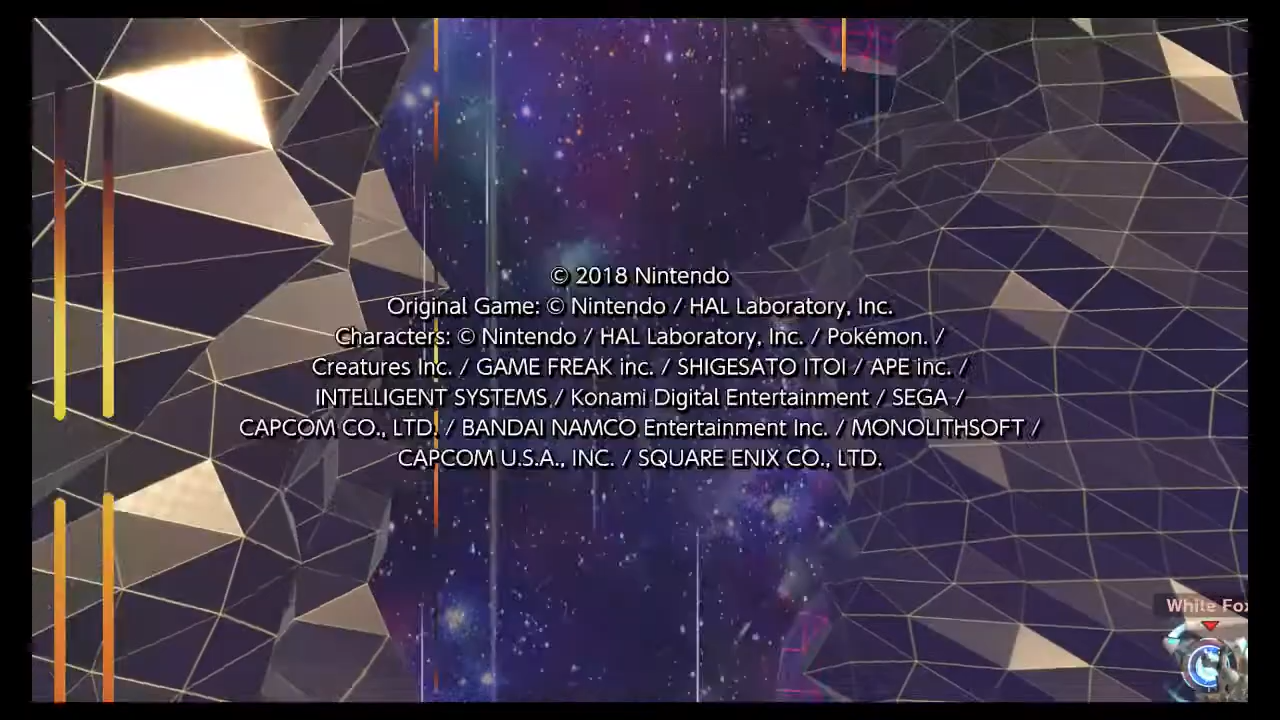 © 2018 Nintendo
Original Game: © Nintendo / HAL Laboratory, Inc.
Characters: © Nintendo / HAL Laboratory, Inc. / Pokémon. /
Creatures Inc. / GAME FREAK inc. / SHIGESATO ITOI / APE inc. /
INTELLIGENT SYSTEMS / Konami Digital Entertainment / SEGA /
CAPCOM CO., LTD. / BANDAI NAMCO Entertainment Inc. / MONOLITHSOFT /
CAPCOM U.S.A., INC. / SQUARE ENIX CO., LTD.
White Fox